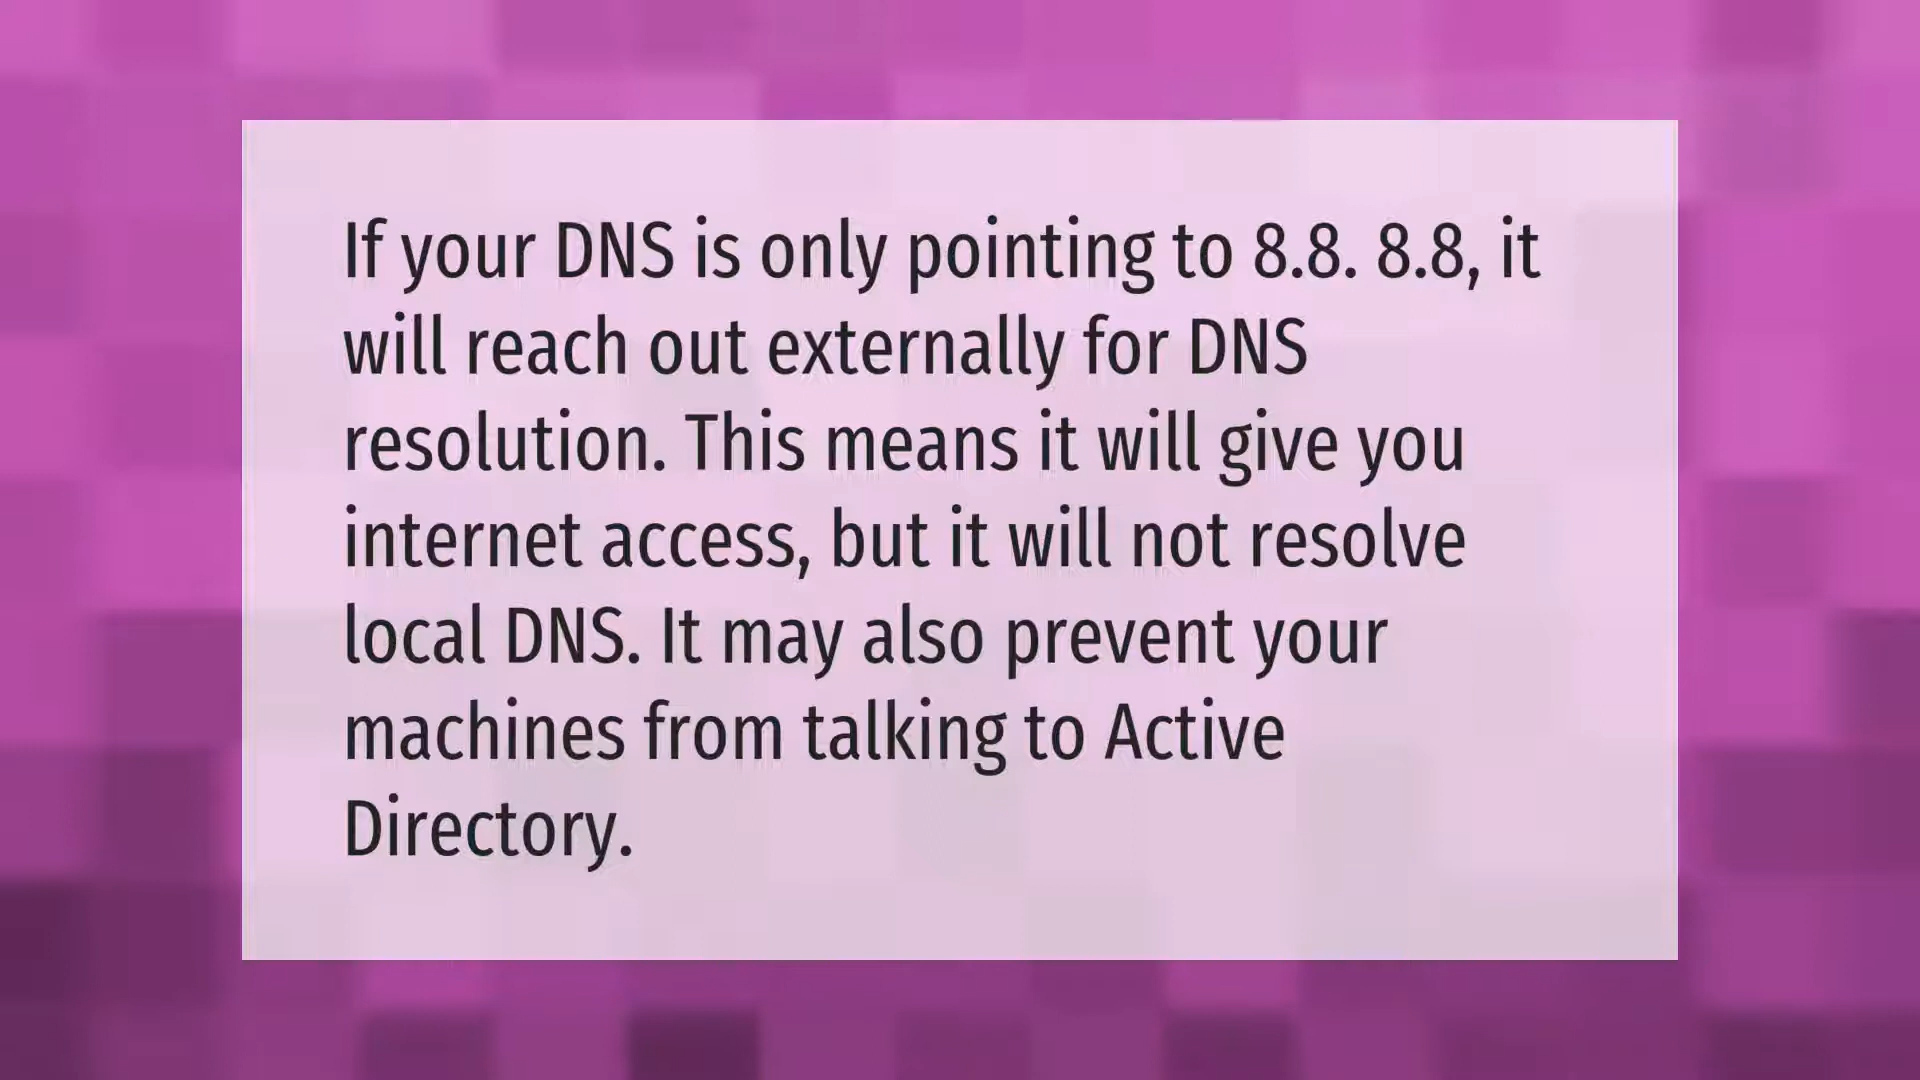 If your DNS is only pointing to 8.8. 8.8, it
will reach out externally for DNS
resolution. This means it will give you
internet access, but it will not resolve
local DNS. It may also prevent your
machines from talking to Active
Directory.